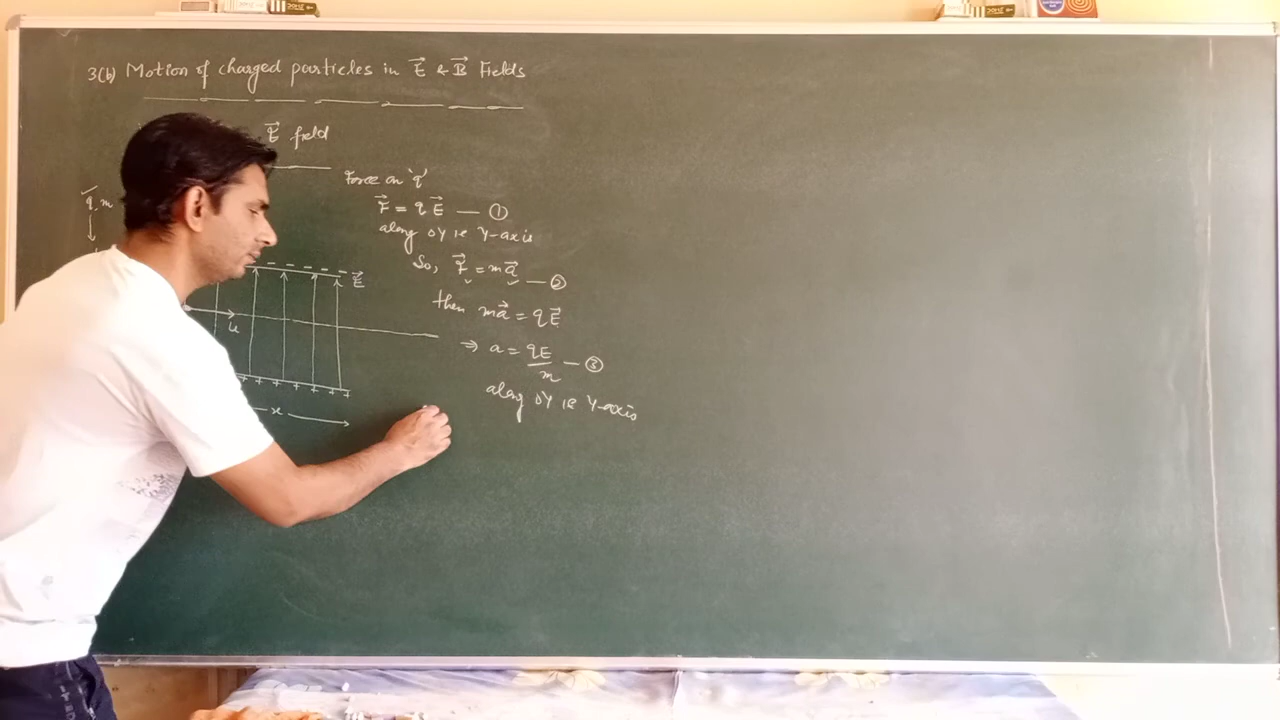 3(b) Motion of charged particles in E⃗ & B⃗ Fields
E⃗ field
Force on 'q'
q, m
F⃗ = q E⃗ — ①
along OY ie Y-axis
So, F⃗ = ma⃗ — ②
E⃗
then ma⃗ = qE⃗
u
⇒ a = qE/m — ③
along OY ie Y-axis
x